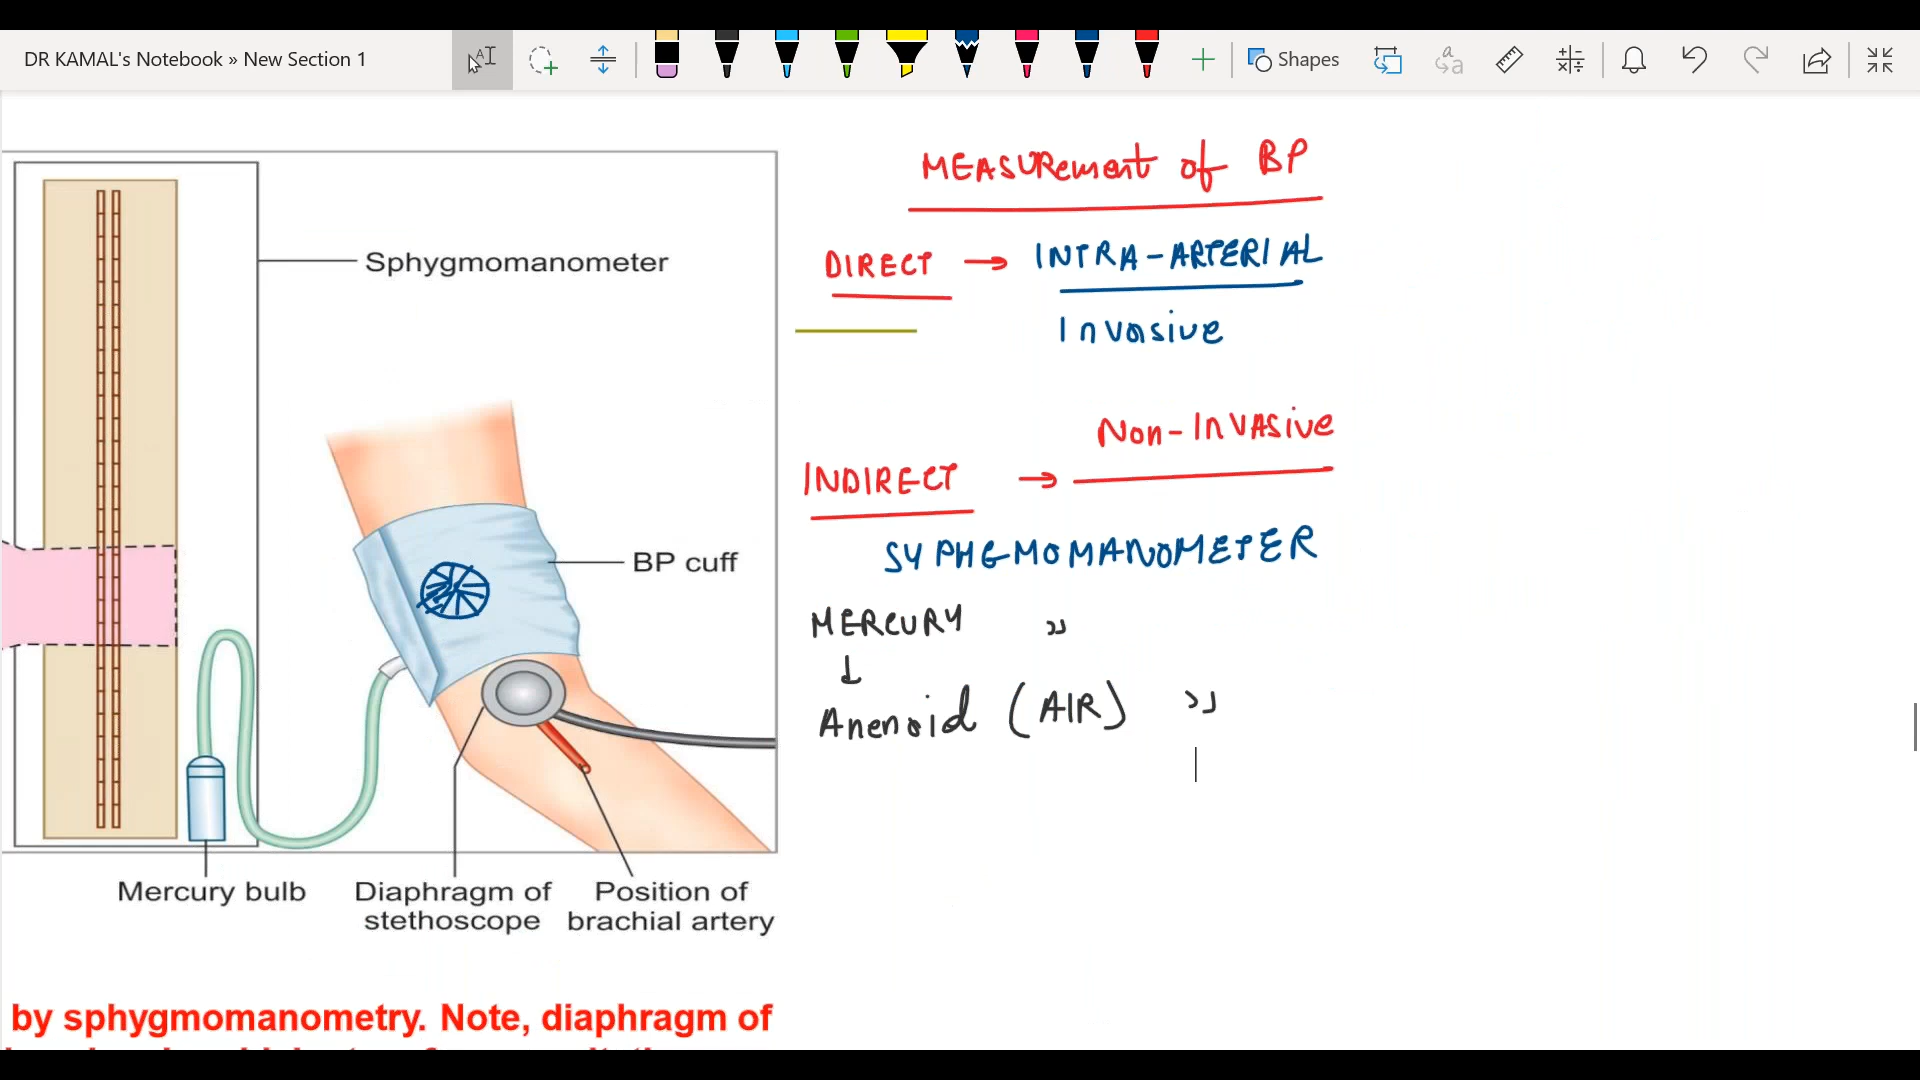 DR KAMAL's Notebook » New Section 1
Shapes
MEASURement of BP
DIRECT → INTRA-ARTERIAL
Invasive
Non-InVASive
INDIRECT →
SYPHGMOMANOMETER
MERCURY "
↓
Anenoid (AIR) "
Sphygmomanometer
BP cuff
Mercury bulb
Diaphragm of
stethoscope
Position of
brachial artery
by sphygmomanometry. Note, diaphragm of